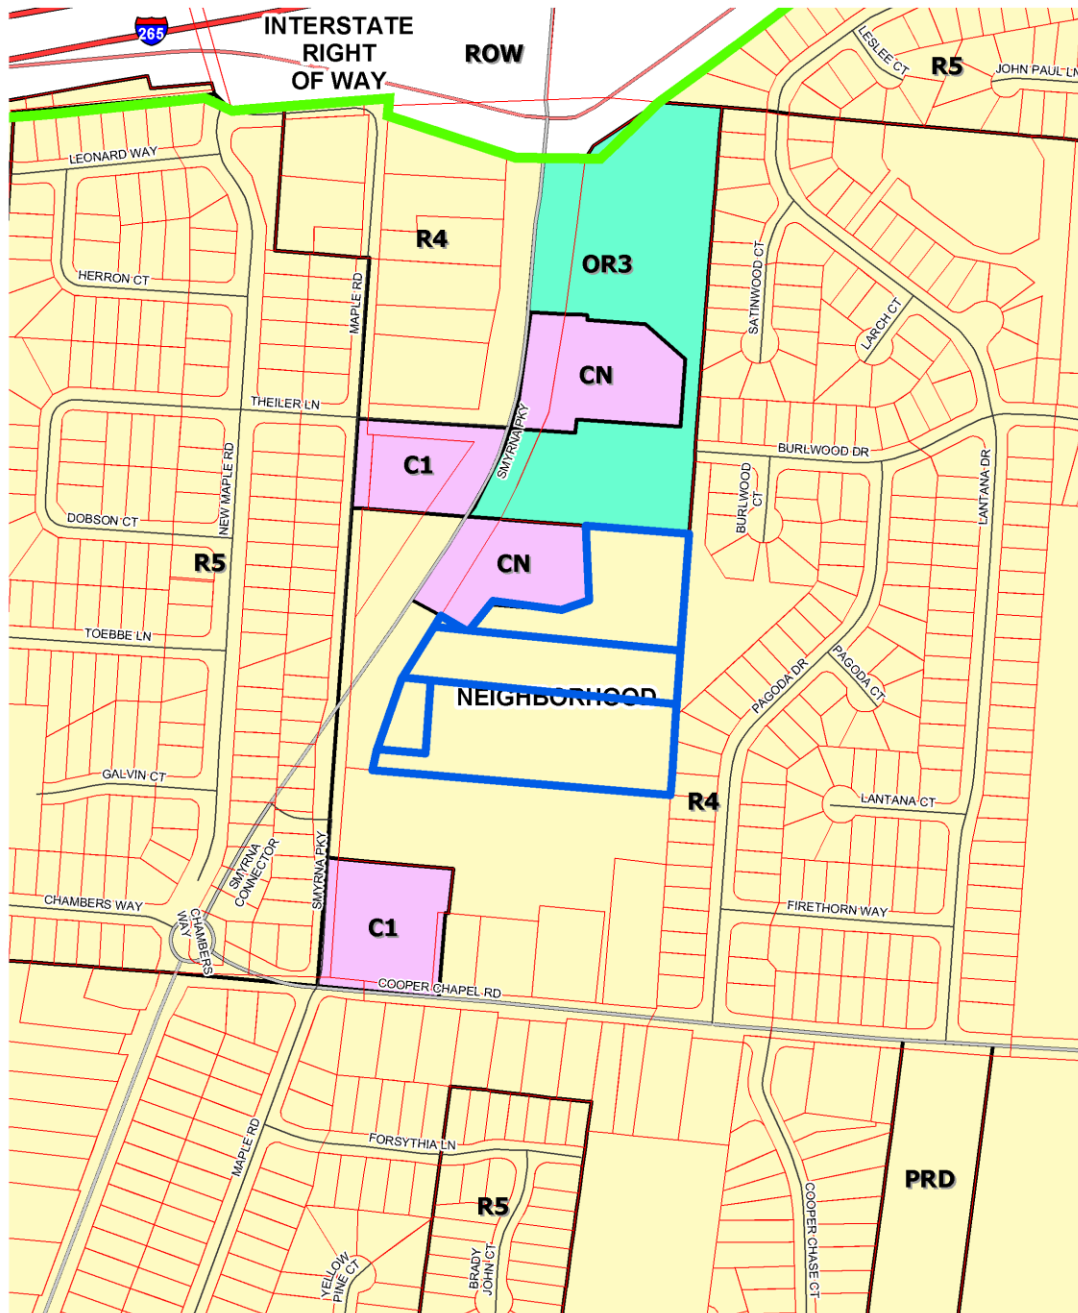 INTERSTATE
RIGHT
OF WAY
265
ROW
LESLEE CT
R5
JOHN PAUL LN
LEONARD WAY
R4
OR3
HERRON CT
MAPLE RD
SATINWOOD CT
LARCH CT
CN
THEILER LN
SMYRNA PKY
C1
NEW MAPLE RD
BURLWOOD DR
BURLWOOD
CT
LANTANA DR
DOBSON CT
R5
CN
TOEBBE LN
PAGODA DR
PAGODA CT
NEIGHBORHOOD
GALVIN CT
R4
LANTANA CT
SMYRNA
CONNECTOR
SMYRNA PKY
CHAMBERS WAY
CHAMBERS
WAY
C1
FIRETHORN WAY
COOPER CHAPEL RD
MAPLE RD
FORSYTHIA LN
R5
PRD
COOPER CHASE CT
YELLOW
PINE CT
BRADY
JOHN CT